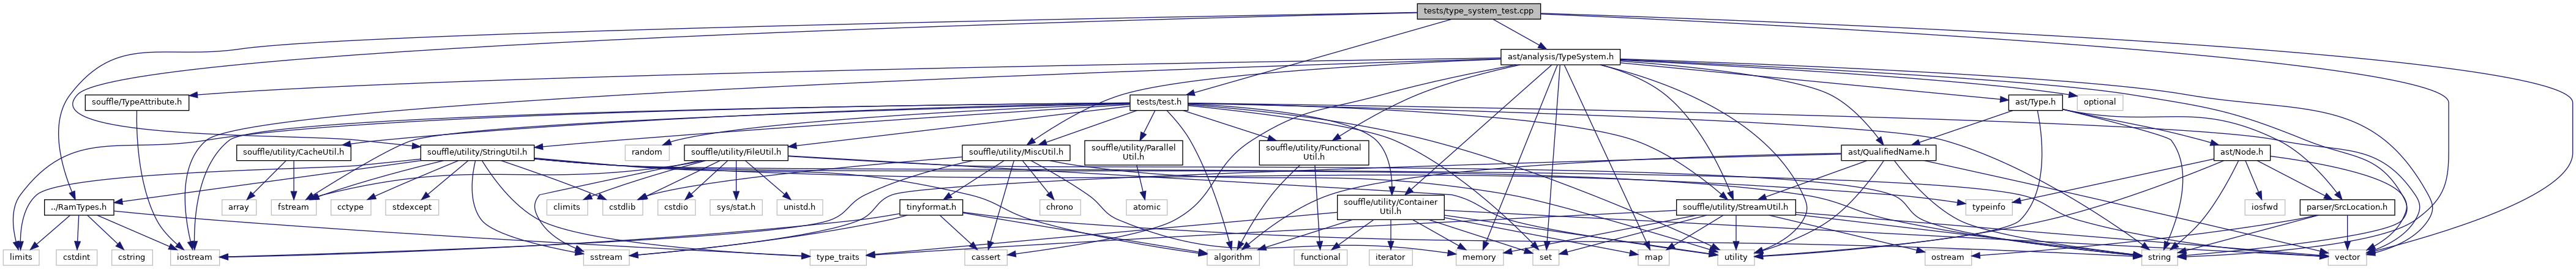 tests/type_system_test.cpp
ast/analysis/TypeSystem.h
souffle/TypeAttribute.h
tests/test.h
ast/Type.h
optional
souffle/utility/CacheUtil.h
souffle/utility/StringUtil.h
random
souffle/utility/FileUtil.h
souffle/utility/MiscUtil.h
souffle/utility/Parallel
Util.h
souffle/utility/Functional
Util.h
ast/QualifiedName.h
ast/Node.h
../RamTypes.h
array
fstream
cctype
stdexcept
climits
cstdlib
cstdio
sys/stat.h
unistd.h
tinyformat.h
chrono
atomic
souffle/utility/Container
Util.h
souffle/utility/StreamUtil.h
typeinfo
iosfwd
parser/SrcLocation.h
limits
cstdint
cstring
iostream
sstream
type_traits
cassert
algorithm
functional
iterator
memory
set
map
utility
ostream
string
vector